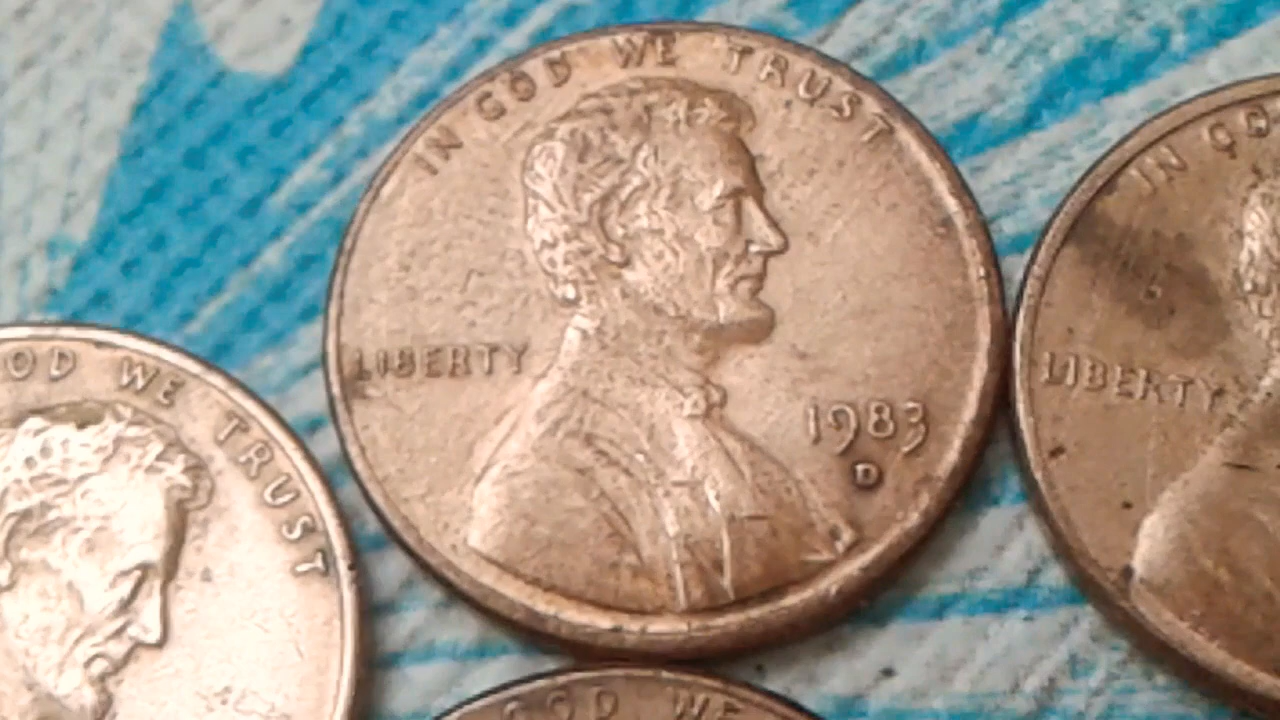 IN GOD WE TRUST
LIBERTY
1983
D
OD WE TRUST
IN GO
LIBERTY
GOD WE